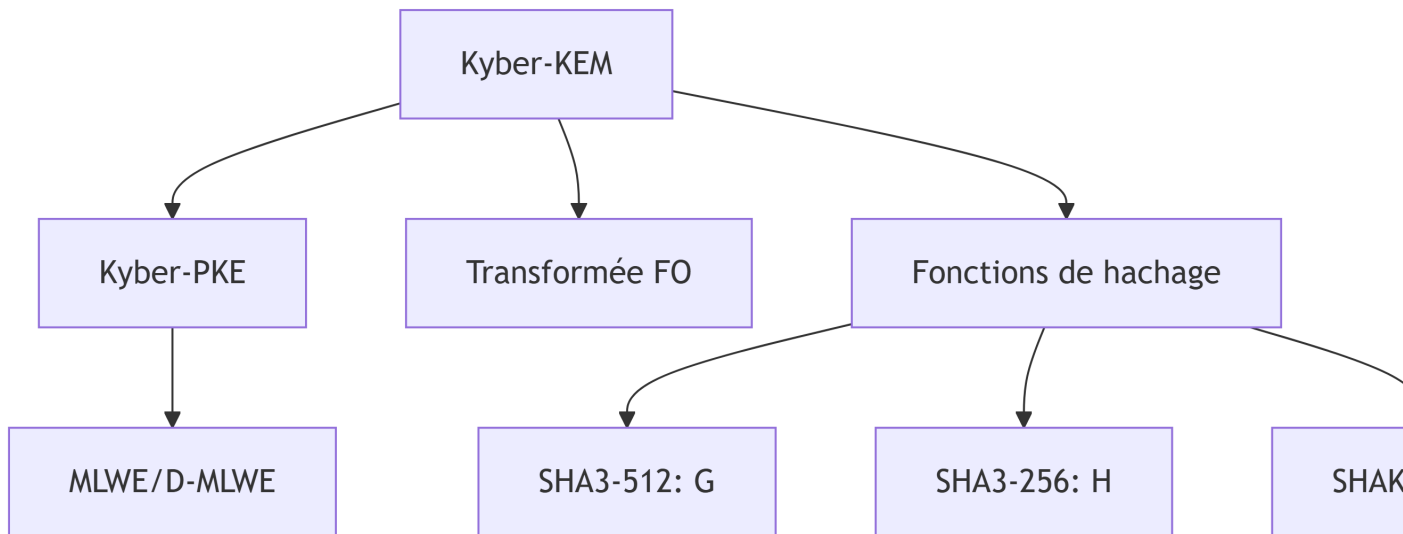 Kyber-KEM
Kyber-PKE
Transformée FO
Fonctions de hachage
MLWE/D-MLWE
SHA3-512: G
SHA3-256: H